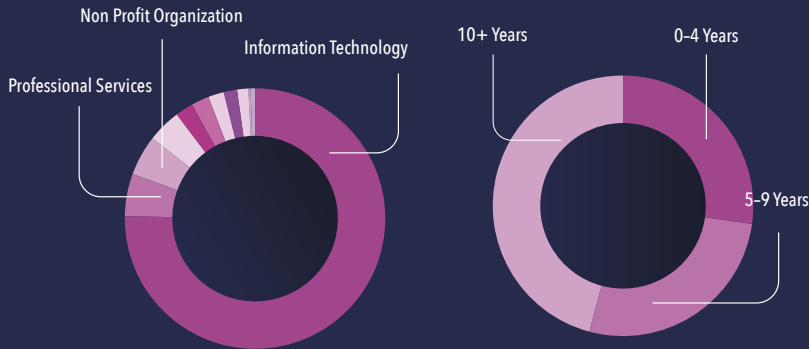 Non Profit Organization
Information Technology
Professional Services
10+ Years
0–4 Years
5–9 Years